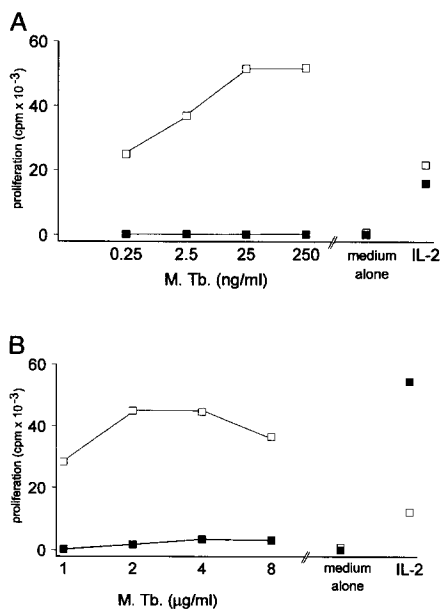 A
proliferation (cpm x 10⁻³)
60
40
20
0
0.25 2.5 25 250 medium alone IL-2
M. Tb. (ng/ml)
B
proliferation (cpm x 10⁻³)
60
40
20
0
1 2 4 8 medium alone IL-2
M. Tb. (µg/ml)